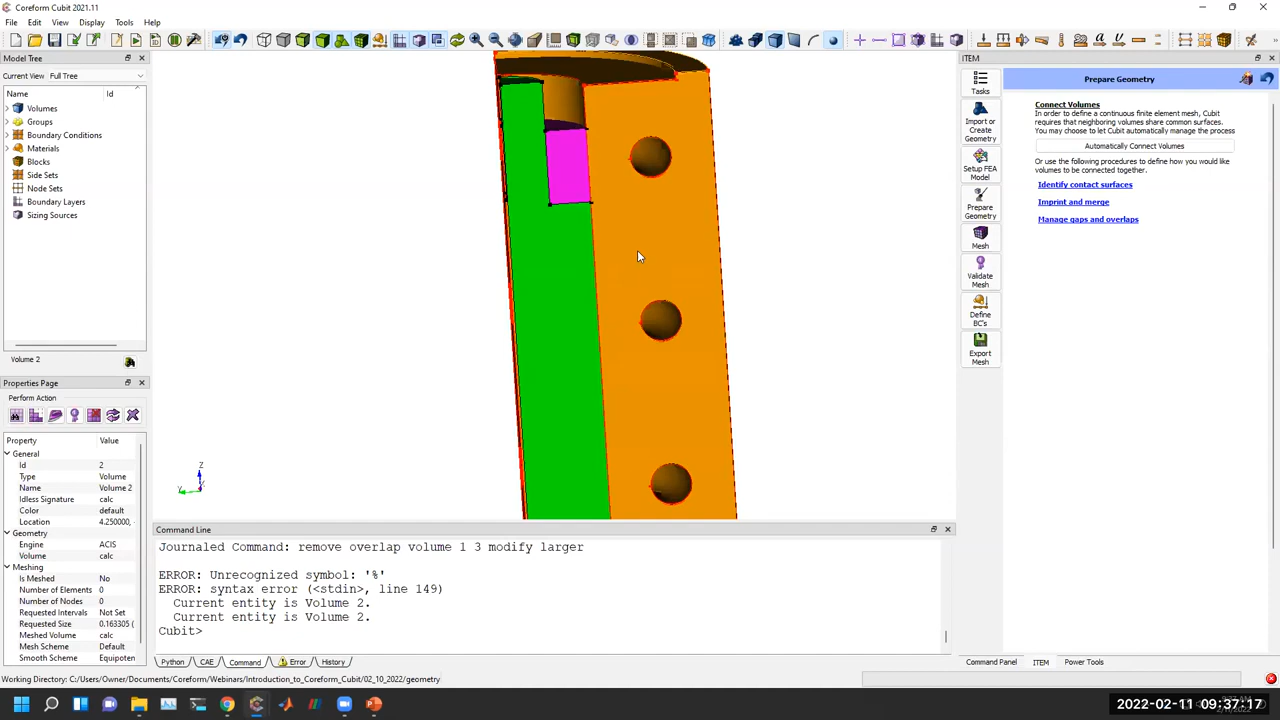 Coreform Cubit 2021.11
File Edit View Display Tools Help
Model Tree
Current View Full Tree
Name Id
Volumes
Groups
Boundary Conditions
Materials
Blocks
Side Sets
Node Sets
Boundary Layers
Sizing Sources
Volume 2
Properties Page
Perform Action
Property Value
General
Id 2
Type Volume
Name Volume 2
Idless Signature calc
Color default
Location 4.250000,
Geometry
Engine ACIS
Volume calc
Meshing
Is Meshed No
Number of Elements 0
Number of Nodes 0
Requested Intervals Not Set
Requested Size 0.163305 (
Meshed Volume calc
Mesh Scheme Default
Smooth Scheme Equipoten
Z
Y
Command Line
Journaled Command: remove overlap volume 1 3 modify larger
ERROR: Unrecognized symbol: '%'
ERROR: syntax error (<stdin>, line 149)
Current entity is Volume 2.
Current entity is Volume 2.
Cubit>
Python CAE Command Error History
Working Directory: C:/Users/Owner/Documents/Coreform/Webinars/Introduction_to_Coreform_Cubit/02_10_2022/geometry
ITEM
Tasks
Import or
Create
Geometry
Setup FEA
Model
Prepare
Geometry
Mesh
Validate
Mesh
Define
BC's
Export
Mesh
Prepare Geometry
Connect Volumes
In order to define a continuous finite element mesh, Cubit
requires that neighboring volumes share common surfaces.
You may choose to let Cubit automatically manage the process
Automatically Connect Volumes
Or use the following procedures to define how you would like
volumes to be connected together.
Identify contact surfaces
Imprint and merge
Manage gaps and overlaps
Command Panel ITEM Power Tools
2022-02-11 09:37:17